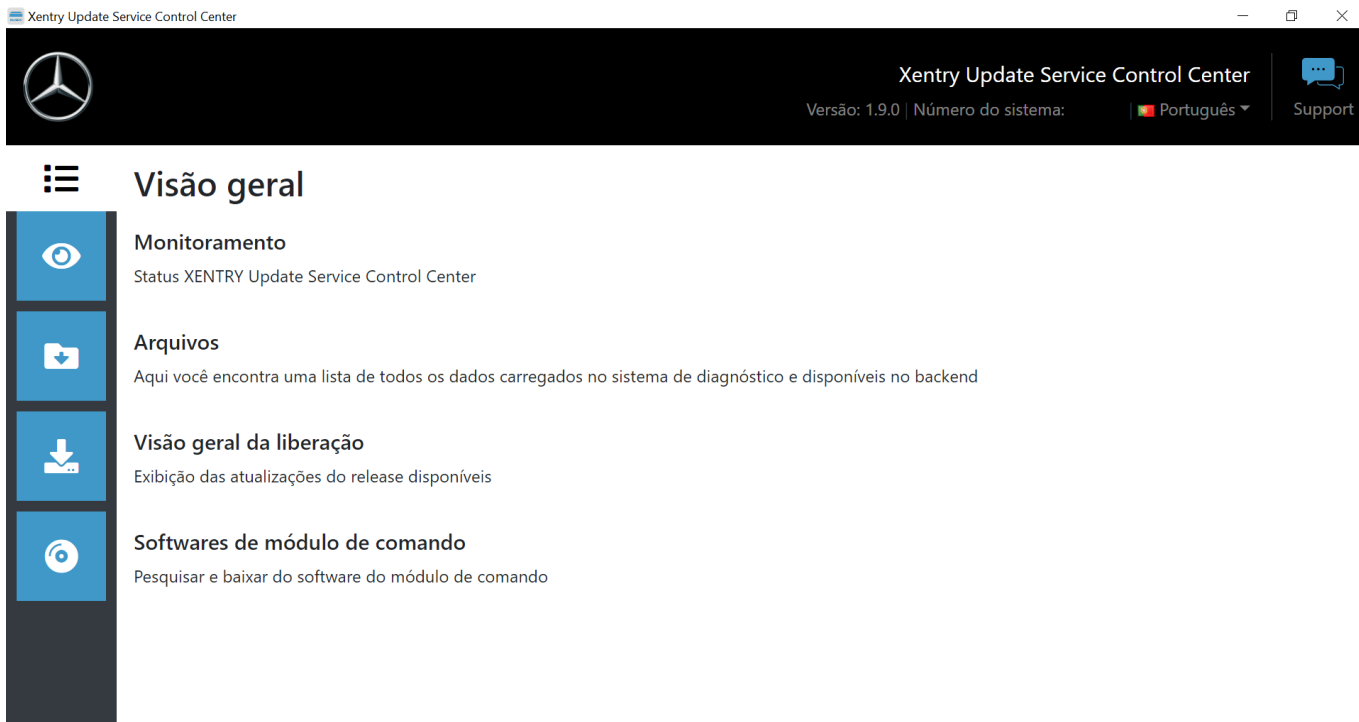 Xentry Update Service Control Center
Xentry Update Service Control Center
Versão: 1.9.0 | Número do sistema: | Português
Support
Visão geral
Monitoramento
Status XENTRY Update Service Control Center
Arquivos
Aqui você encontra uma lista de todos os dados carregados no sistema de diagnóstico e disponíveis no backend
Visão geral da liberação
Exibição das atualizações do release disponíveis
Softwares de módulo de comando
Pesquisar e baixar do software do módulo de comando